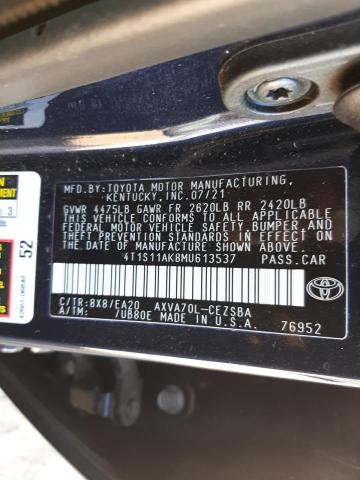 MFD. BY: TOYOTA MOTOR MANUFACTURING,
KENTUCKY, INC. 07/21
GVWR 4475LB GAWR FR 2620LB RR 2420LB
THIS VEHICLE CONFORMS TO ALL APPLICABLE
FEDERAL MOTOR VEHICLE SAFETY, BUMPER, AND
THEFT PREVENTION STANDARDS IN EFFECT ON
THE DATE OF MANUFACTURE SHOWN ABOVE.
4T1S11AK8MU613537 PASS. CAR
C/TR: 8X8/EA20 AXVA70L-CEZSBA
A/TM: /UB80E MADE IN U.S.A.
76952
TOYOTA
52
3